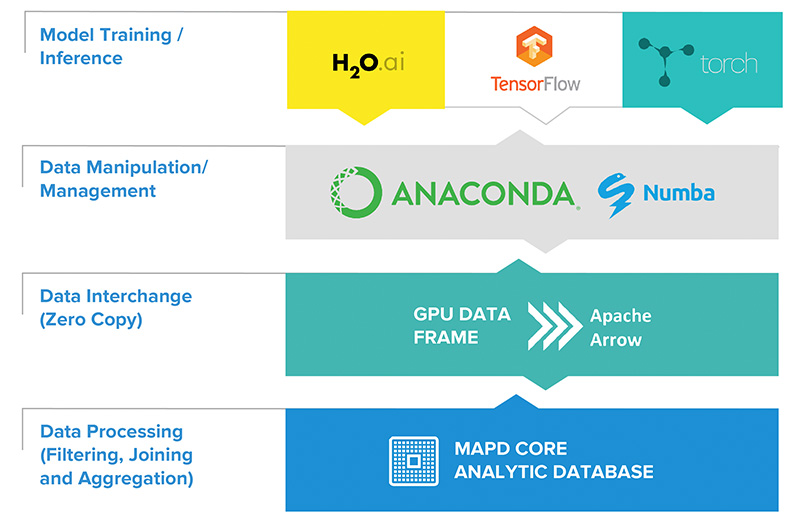 Model Training /
Inference
H2O.ai
TensorFlow
torch
Data Manipulation/
Management
ANACONDA®
Numba
Data Interchange
(Zero Copy)
GPU DATA
FRAME
Apache
Arrow
Data Processing
(Filtering, Joining
and Aggregation)
MAPD CORE
ANALYTIC DATABASE